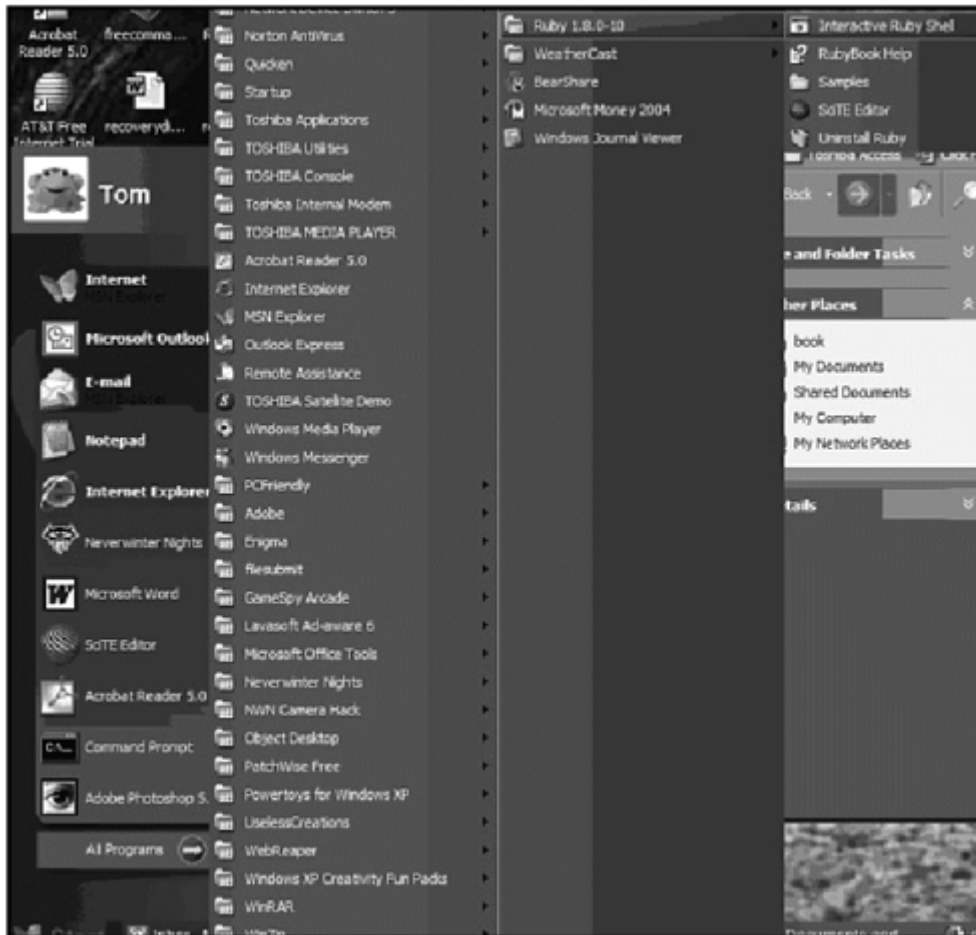 Acrobat
Reader 5.0
freecomma...
AT&T Free
Internet Trial
recoveryd...
Tom
Internet
MSN Explorer
Microsoft Outlook
E-mail
MSN Explorer
Notepad
Internet Explorer
Neverwinter Nights
Microsoft Word
SciTE Editor
Acrobat Reader 5.0
Command Prompt
Adobe Photoshop 5.
All Programs
Norton AntiVirus
Quicken
Startup
Toshiba Applications
TOSHIBA Utilities
TOSHIBA Console
Toshiba Internal Modem
TOSHIBA MEDIA PLAYER
Acrobat Reader 5.0
Internet Explorer
MSN Explorer
Outlook Express
Remote Assistance
TOSHIBA Satellite Demo
Windows Media Player
Windows Messenger
PCFriendly
Adobe
Enigma
filesubmit
GameSpy Arcade
Lavasoft Ad-aware 6
Microsoft Office Tools
Neverwinter Nights
NWN Camera Hack
Object Desktop
PatchWise Free
Powertoys for Windows XP
UselessCreations
WebReaper
Windows XP Creativity Fun Packs
WinRAR
WinZip
Ruby 1.8.0-10
WeatherCast
BearShare
Microsoft Money 2004
Windows Journal Viewer
Interactive Ruby Shell
RubyBook Help
Samples
SciTE Editor
Uninstall Ruby
Toshiba Access
Back
e and Folder Tasks
her Places
book
My Documents
Shared Documents
My Computer
My Network Places
tails
Documents and